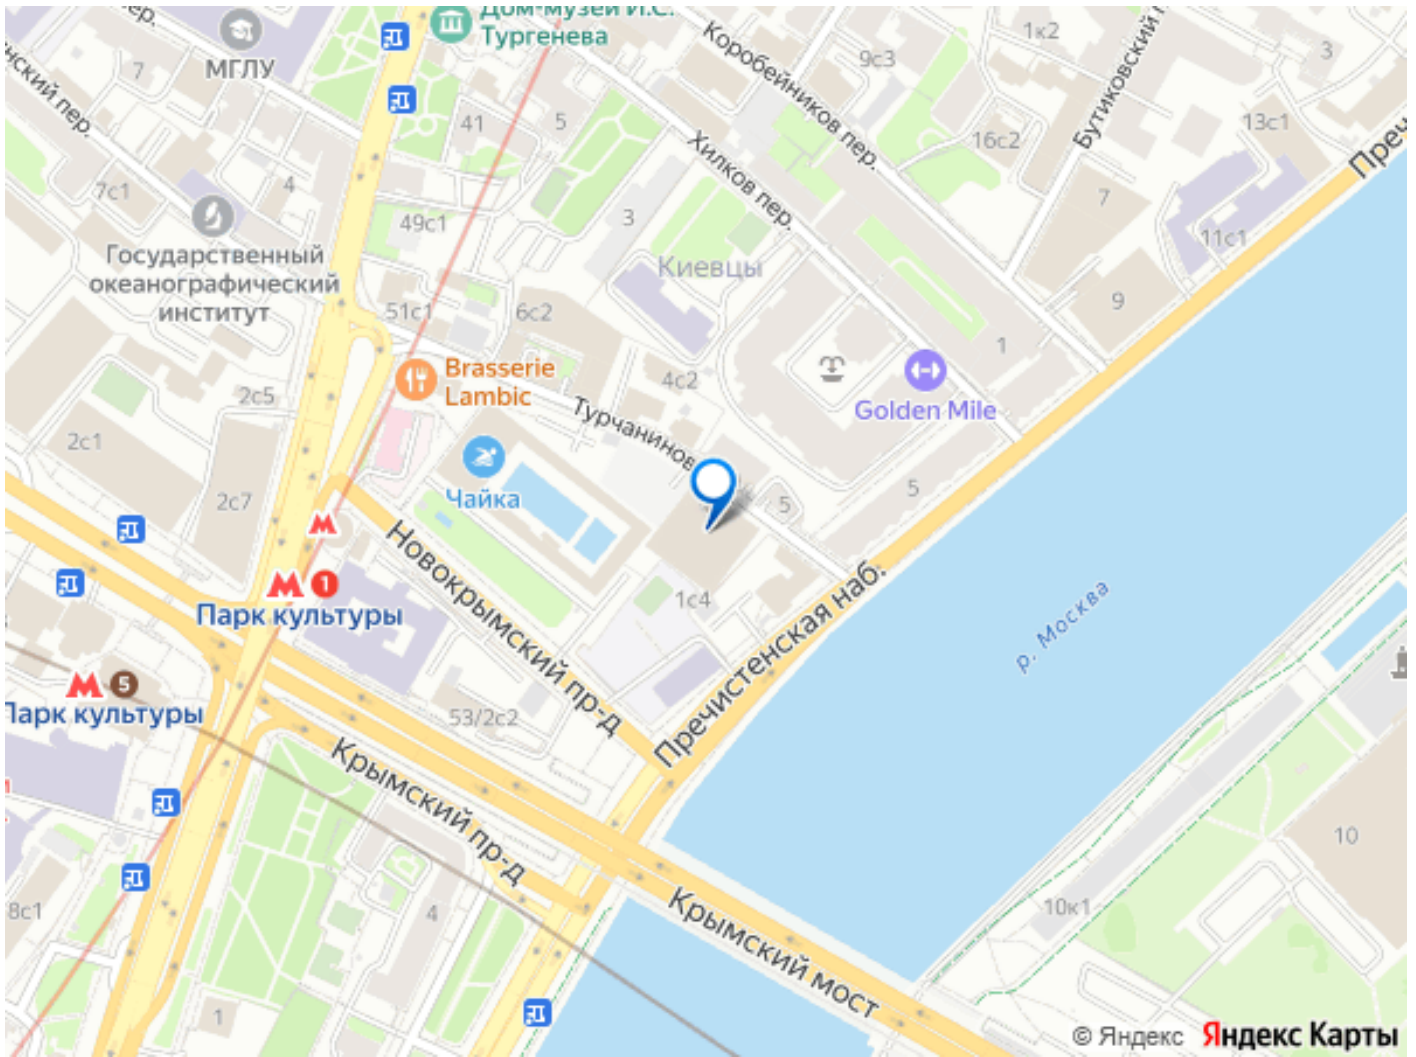 Дом-музей И.С.
Тургенева
МГЛУ
7
41
5
Коробейников пер.
9с3
1к2
3
Бутиковский
13с1
16с2
Хилков пер.
7с1
4
49с1
3
7
11с1
Государственный
океанографический
институт
Киевцы
51с1
6с2
9
1
Brasserie
Lambic
4с2
Golden Mile
2с5
2с1
Турчанинов
2с7
Чайка
5
5
Новокрымский пр-д
М
М 1
Парк культуры
1с4
Пречистенская наб.
р. Москва
М 5
Парк культуры
53/2с2
Крымский пр-д
10
8с1
4
10к1
Крымский мост
1
© Яндекс Яндекс Карты